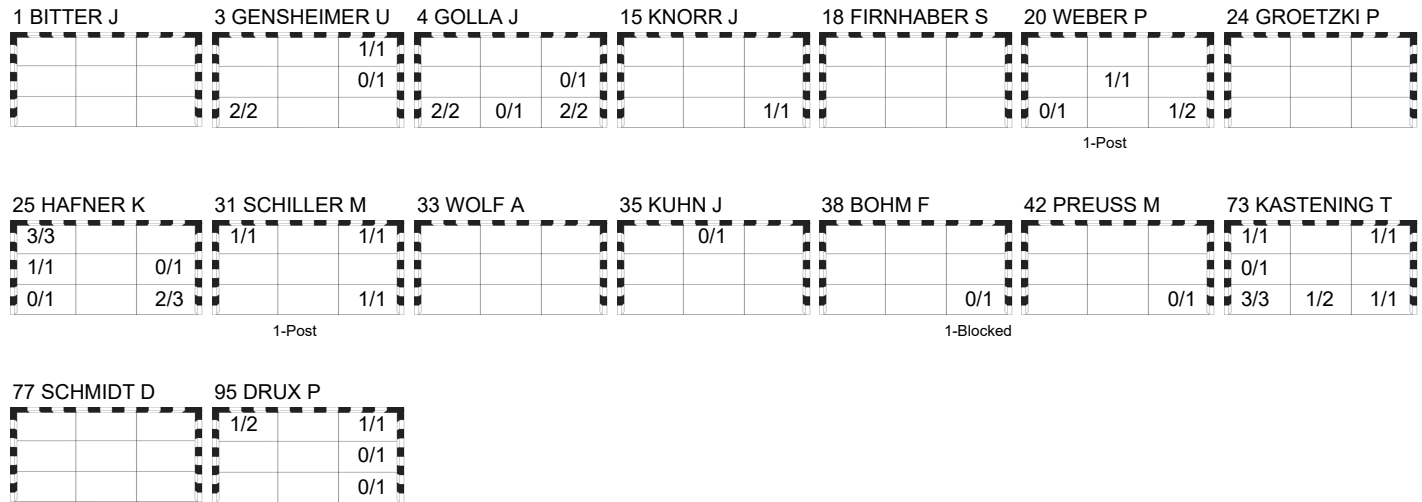 1 BITTER J 3 GENSHEIMER U 4 GOLLA J 15 KNORR J 18 FIRNHABER S 20 WEBER P 24 GROETZKI P
1/1
0/1 0/1 1/1
2/2 2/2 0/1 2/2 1/1 0/1 1/2
1-Post
25 HAFNER K 31 SCHILLER M 33 WOLF A 35 KUHN J 38 BOHM F 42 PREUSS M 73 KASTENING T
3/3 1/1 1/1 0/1 1/1 1/1
1/1 0/1 0/1
0/1 2/3 1/1 0/1 0/1 3/3 1/2 1/1
1-Post 1-Blocked
77 SCHMIDT D 95 DRUX P
1/2 1/1
0/1
0/1